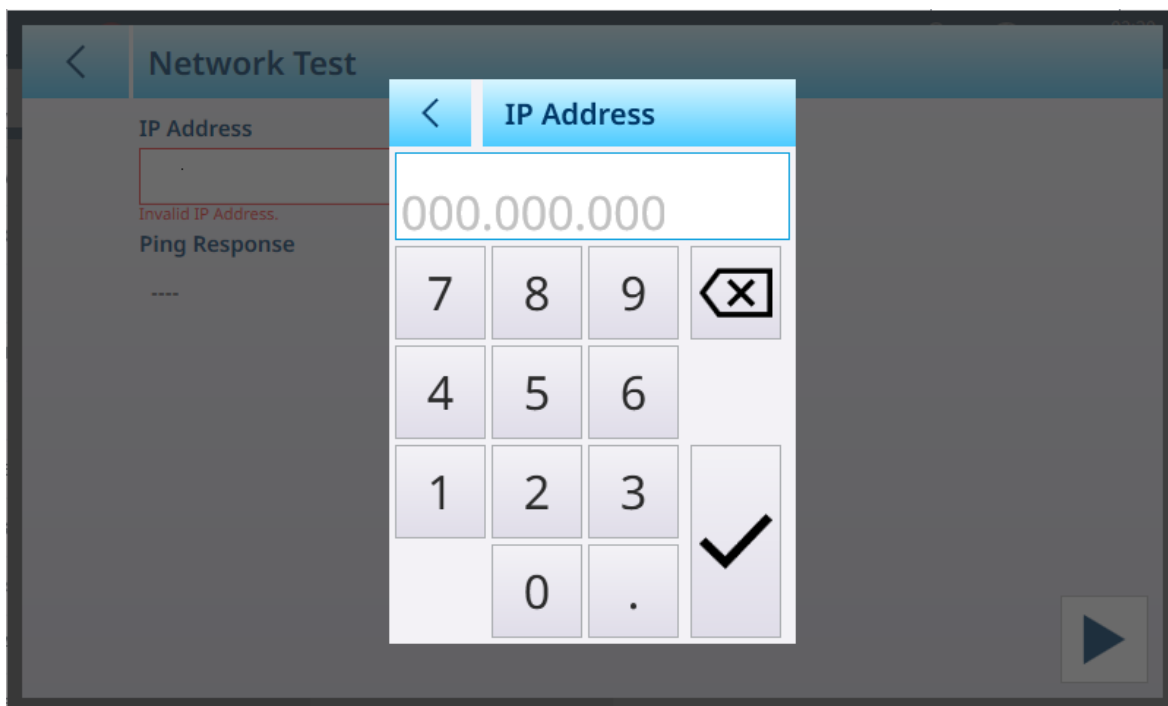 Network Test
IP Address
.
Invalid IP Address.
Ping Response
----
IP Address
000.000.000
7 8 9
4 5 6
1 2 3
0 .